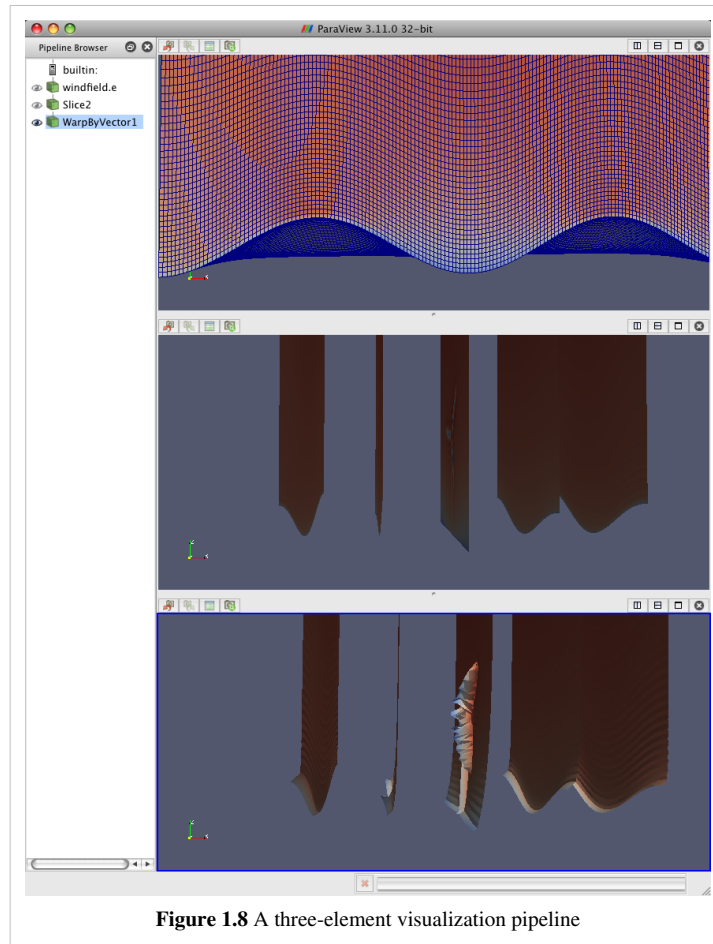 ParaView 3.11.0 32-bit
Pipeline Browser
builtin:
windfield.e
Slice2
WarpByVector1
Figure 1.8 A three-element visualization pipeline